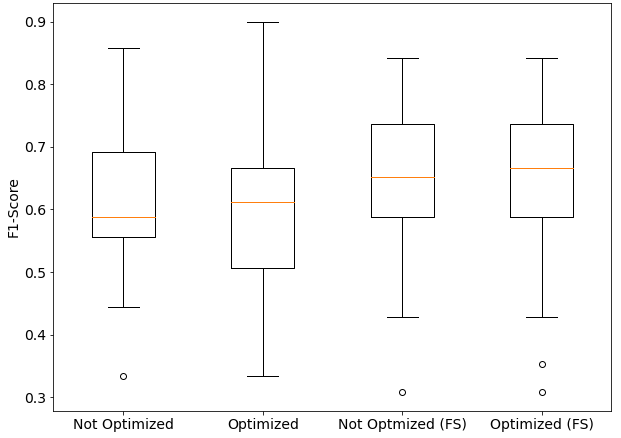 F1-Score
0.9
0.8
0.7
0.6
0.5
0.4
0.3
Not Optimized
Optimized
Not Optimized (FS)
Optimized (FS)